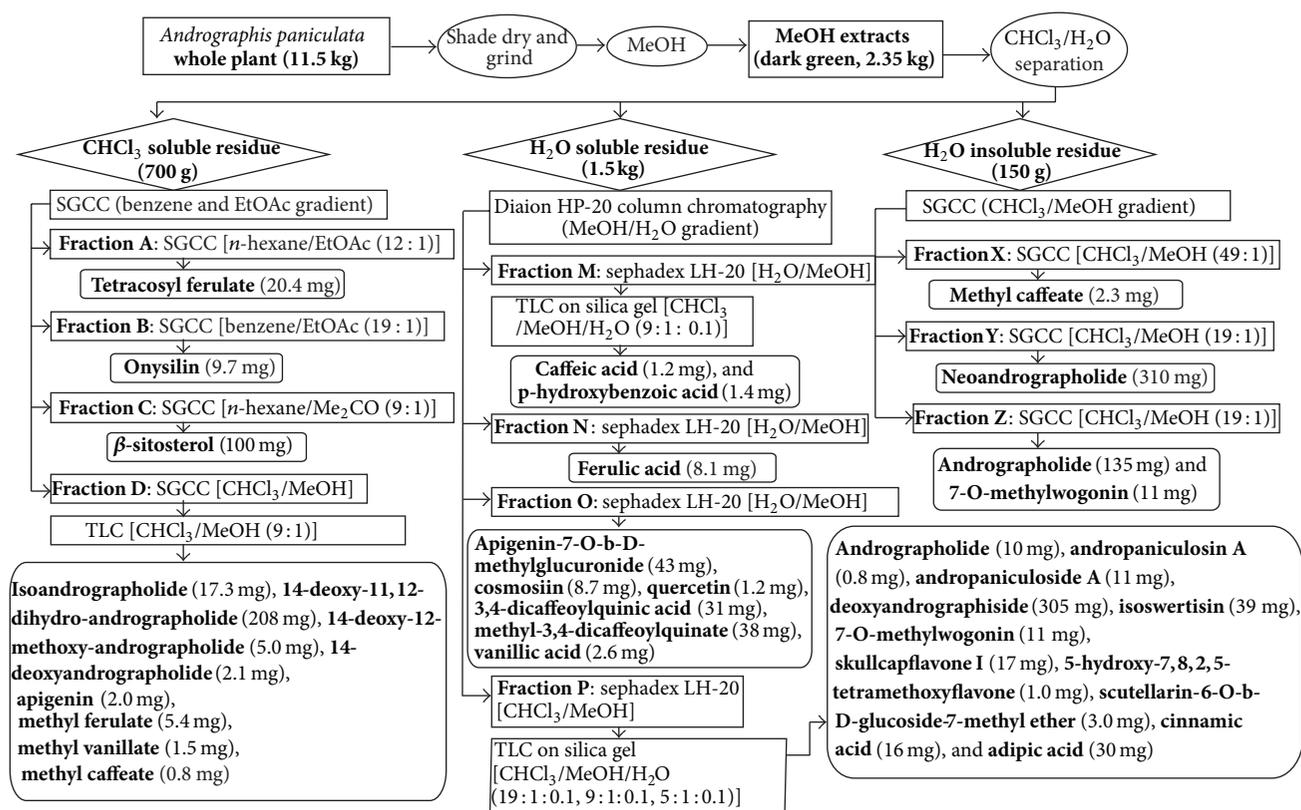 Andrographis paniculata
whole plant (11.5 kg)
Shade dry and
grind
MeOH
MeOH extracts
(dark green, 2.35 kg)
CHCl3/H2O
separation
CHCl3 soluble residue
(700 g)
SGCC (benzene and EtOAc gradient)
Fraction A: SGCC [n-hexane/EtOAc (12 : 1)]
Tetracosyl ferulate (20.4 mg)
Fraction B: SGCC [benzene/EtOAc (19 : 1)]
Onysilin (9.7 mg)
Fraction C: SGCC [n-hexane/Me2CO (9 : 1)]
β-sitosterol (100 mg)
Fraction D: SGCC [CHCl3/MeOH]
TLC [CHCl3/MeOH (9 : 1)]
Isoandrographolide (17.3 mg), 14-deoxy-11,12-
dihydro-andrographolide (208 mg), 14-deoxy-12-
methoxy-andrographolide (5.0 mg), 14-
deoxyandrographolide (2.1 mg),
apigenin (2.0 mg),
methyl ferulate (5.4 mg),
methyl vanillate (1.5 mg),
methyl caffeate (0.8 mg)
H2O soluble residue
(1.5 kg)
Diaion HP-20 column chromatography
(MeOH/H2O gradient)
Fraction M: sephadex LH-20 [H2O/MeOH]
TLC on silica gel [CHCl3
/MeOH/H2O (9 : 1 : 0.1)]
Caffeic acid (1.2 mg), and
p-hydroxybenzoic acid (1.4 mg)
Fraction N: sephadex LH-20 [H2O/MeOH]
Ferulic acid (8.1 mg)
Fraction O: sephadex LH-20 [H2O/MeOH]
Apigenin-7-O-b-D-
methylglucuronide (43 mg),
cosmosiin (8.7 mg), quercetin (1.2 mg),
3,4-dicaffeoylquinic acid (31 mg),
methyl-3,4-dicaffeoylquinate (38 mg),
vanillic acid (2.6 mg)
Fraction P: sephadex LH-20
[CHCl3/MeOH]
TLC on silica gel
[CHCl3/MeOH/H2O
(19 : 1 : 0.1, 9 : 1 : 0.1, 5 : 1 : 0.1)]
H2O insoluble residue
(150 g)
SGCC (CHCl3/MeOH gradient)
Fraction X: SGCC [CHCl3/MeOH (49 : 1)]
Methyl caffeate (2.3 mg)
Fraction Y: SGCC [CHCl3/MeOH (19 : 1)]
Neoandrographolide (310 mg)
Fraction Z: SGCC [CHCl3/MeOH (19 : 1)]
Andrographolide (135 mg) and
7-O-methylwogonin (11 mg)
Andrographolide (10 mg), andropaniculosin A
(0.8 mg), andropaniculoside A (11 mg),
deoxyandrographiside (305 mg), isoswertisin (39 mg),
7-O-methylwogonin (11 mg),
skullcapflavone I (17 mg), 5-hydroxy-7,8,2,5-
tetramethoxyflavone (1.0 mg), scutellarin-6-O-b-
D-glucoside-7-methyl ether (3.0 mg), cinnamic
acid (16 mg), and adipic acid (30 mg)